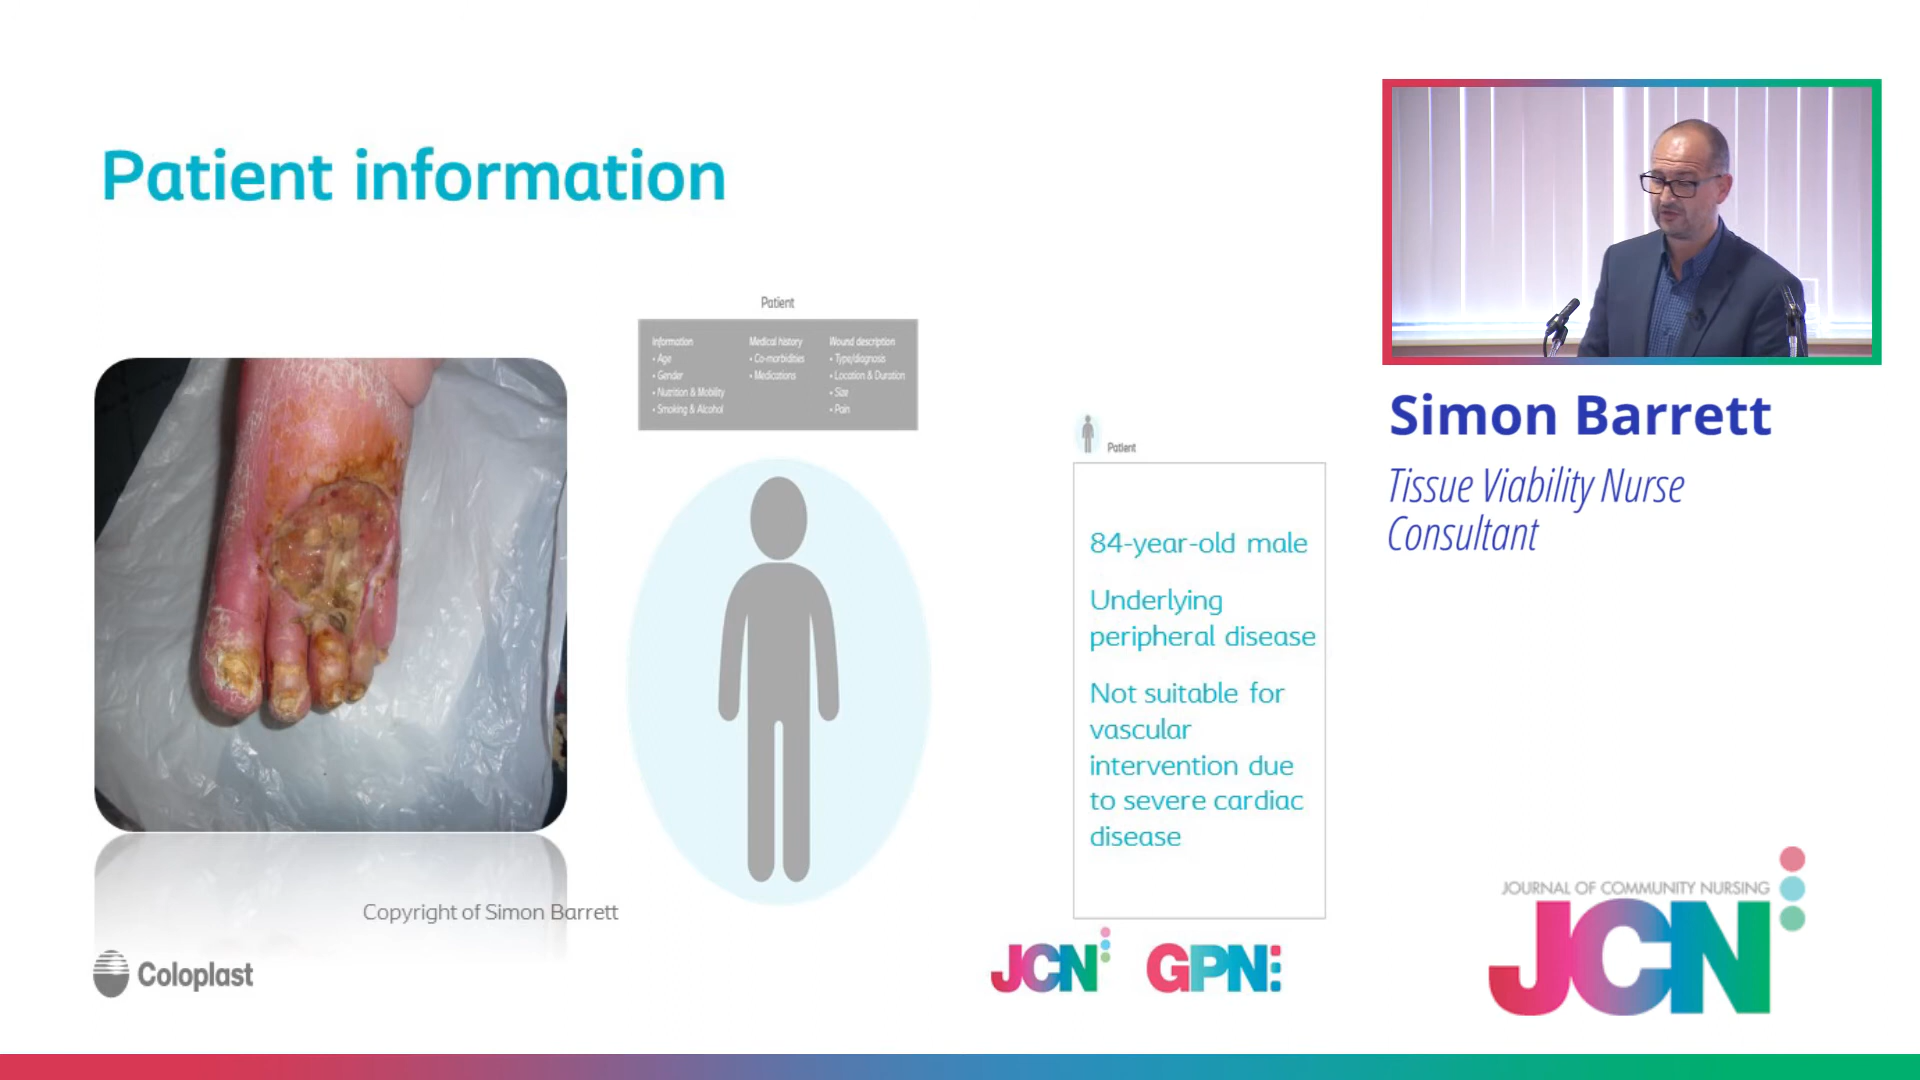 Patient information
Patient
Information
• Age
• Gender
• Nutrition & Mobility
• Smoking & Alcohol
Medical history
• Co-morbidities
• Medications
Wound description
• Type/diagnosis
• Location & Duration
• Size
• Pain
Patient
84-year-old male
Underlying
peripheral disease
Not suitable for
vascular
intervention due
to severe cardiac
disease
Copyright of Simon Barrett
Coloplast
JCN
GPN
Simon Barrett
Tissue Viability Nurse
Consultant
JOURNAL OF COMMUNITY NURSING
JCN